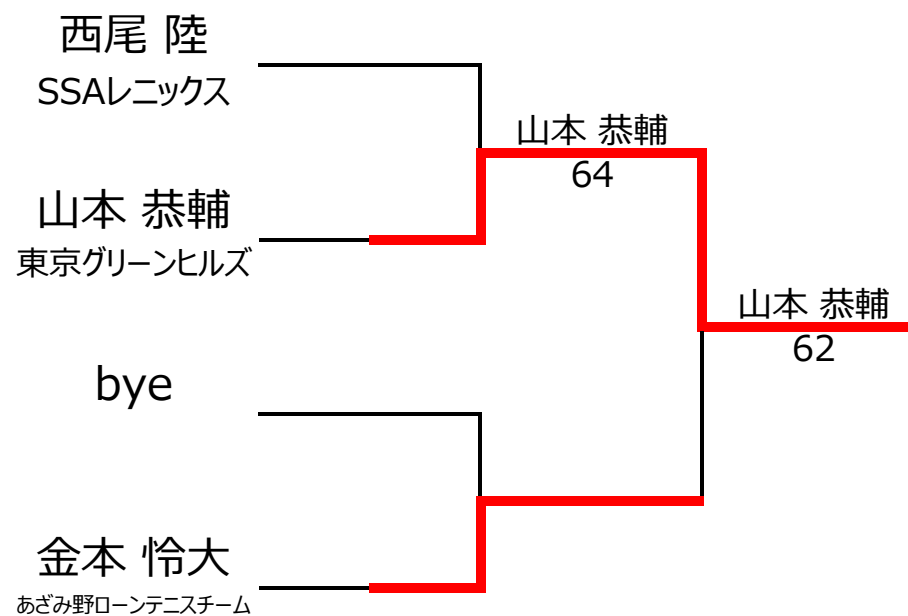 西尾 陸
SSAレニックス
山本 恭輔
64
山本 恭輔
東京グリーンヒルズ
山本 恭輔
62
bye
金本 怜大
あざみ野ローンテニスチーム